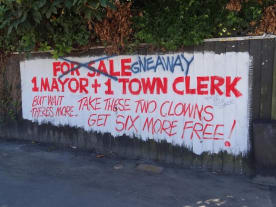 FOR SALE GIVEAWAY
1 MAYOR + 1 TOWN CLERK
BUT WAIT THERES MORE.. TAKE THESE TWO CLOWNS
GET SIX MORE FREE!